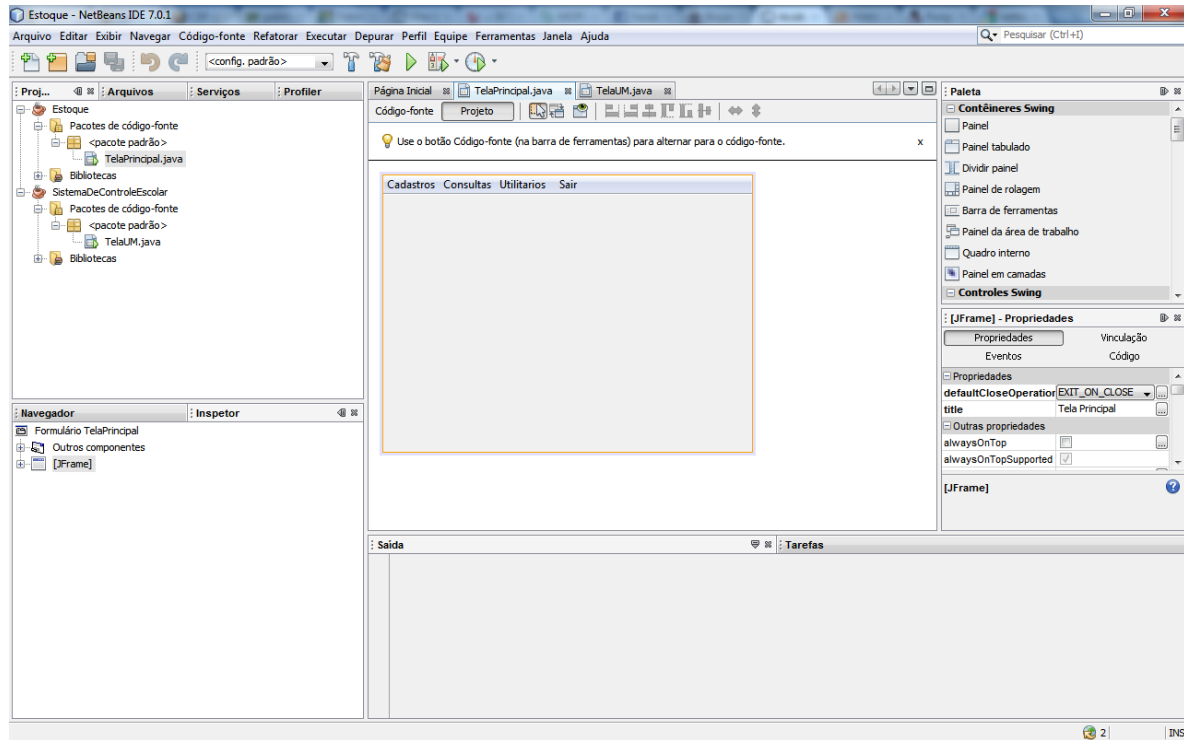 Estoque - NetBeans IDE 7.0.1
Arquivo Editar Exibir Navegar Código-fonte Refatorar Executar Depurar Perfil Equipe Ferramentas Janela Ajuda
Pesquisar (Ctrl+I)
<config. padrão>
Proj... Arquivos Serviços Profiler
Estoque
Pacotes de código-fonte
<pacote padrão>
TelaPrincipal.java
Bibliotecas
SistemaDeControleEscolar
Pacotes de código-fonte
<pacote padrão>
TelaUM.java
Bibliotecas
Navegador Inspetor
Formulário TelaPrincipal
Outros componentes
[JFrame]
Página Inicial TelaPrincipal.java TelaUM.java
Código-fonte Projeto
Use o botão Código-fonte (na barra de ferramentas) para alternar para o código-fonte. x
Cadastros Consultas Utilitarios Sair
Paleta
Contêineres Swing
Painel
Painel tabulado
Dividir painel
Painel de rolagem
Barra de ferramentas
Painel da área de trabalho
Quadro interno
Painel em camadas
Controles Swing
[JFrame] - Propriedades
Propriedades Vinculação
Eventos Código
Propriedades
defaultCloseOperation EXIT_ON_CLOSE ...
title Tela Principal ...
Outras propriedades
alwaysOnTop ...
alwaysOnTopSupported
[JFrame]
Saída Tarefas
2 INS